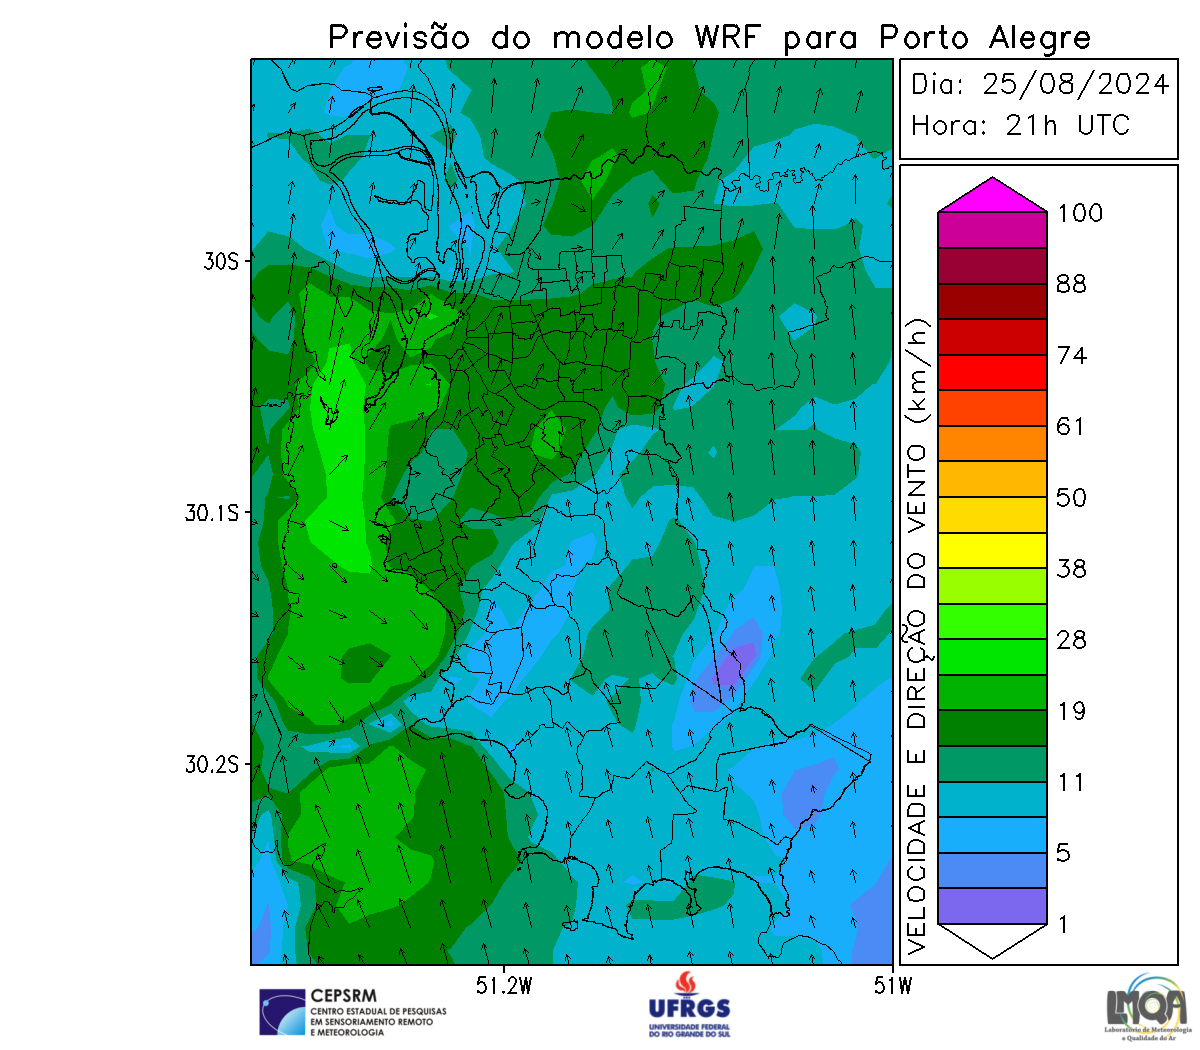 Previsão do modelo WRF para Porto Alegre
Dia: 25/08/2024
Hora: 21h UTC
30S
30.1S
30.2S
51.2W
51W
VELOCIDADE E DIREÇÃO DO VENTO (km/h)
100
88
74
61
50
38
28
19
11
5
1
CEPSRM
CENTRO ESTADUAL DE PESQUISAS
EM SENSORIAMENTO REMOTO
E METEOROLOGIA
UFRGS
UNIVERSIDADE FEDERAL
DO RIO GRANDE DO SUL
LMQA
Laboratório de Meteorologia
e Qualidade do Ar